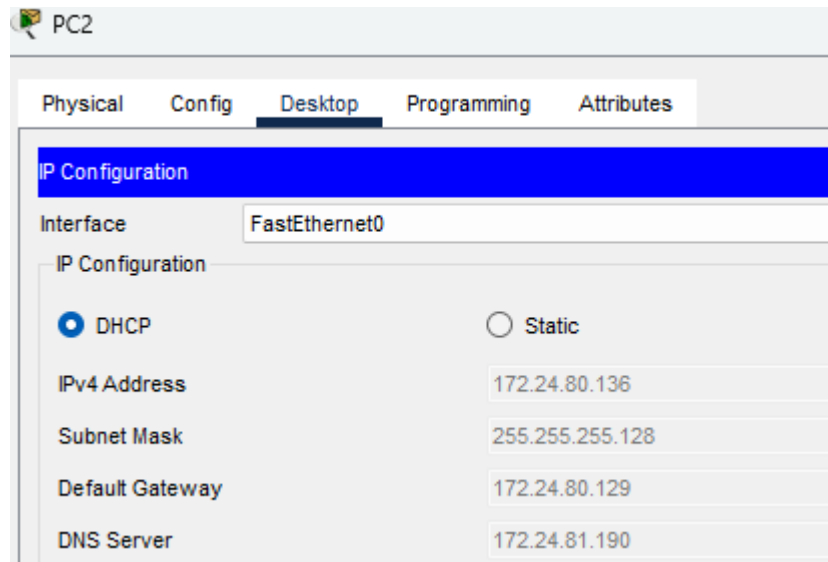 PC2
Physical Config Desktop Programming Attributes
IP Configuration
Interface FastEthernet0
IP Configuration
DHCP Static
IPv4 Address 172.24.80.136
Subnet Mask 255.255.255.128
Default Gateway 172.24.80.129
DNS Server 172.24.81.190